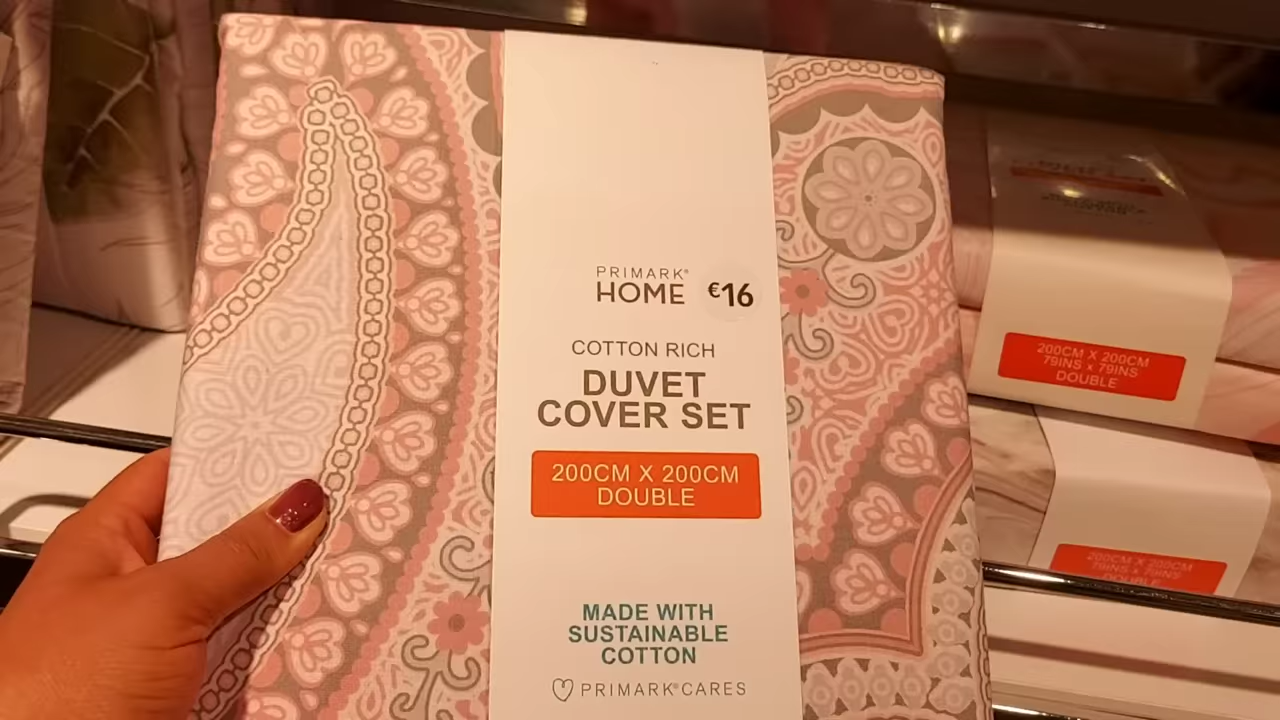 PRIMARK®
HOME
€16
COTTON RICH
DUVET
COVER SET
200CM X 200CM
DOUBLE
MADE WITH
SUSTAINABLE
COTTON
PRIMARK®CARES
200CM X 200CM
79INS x 79INS
DOUBLE
200CM X 200CM
79INS x 79INS
DOUBLE